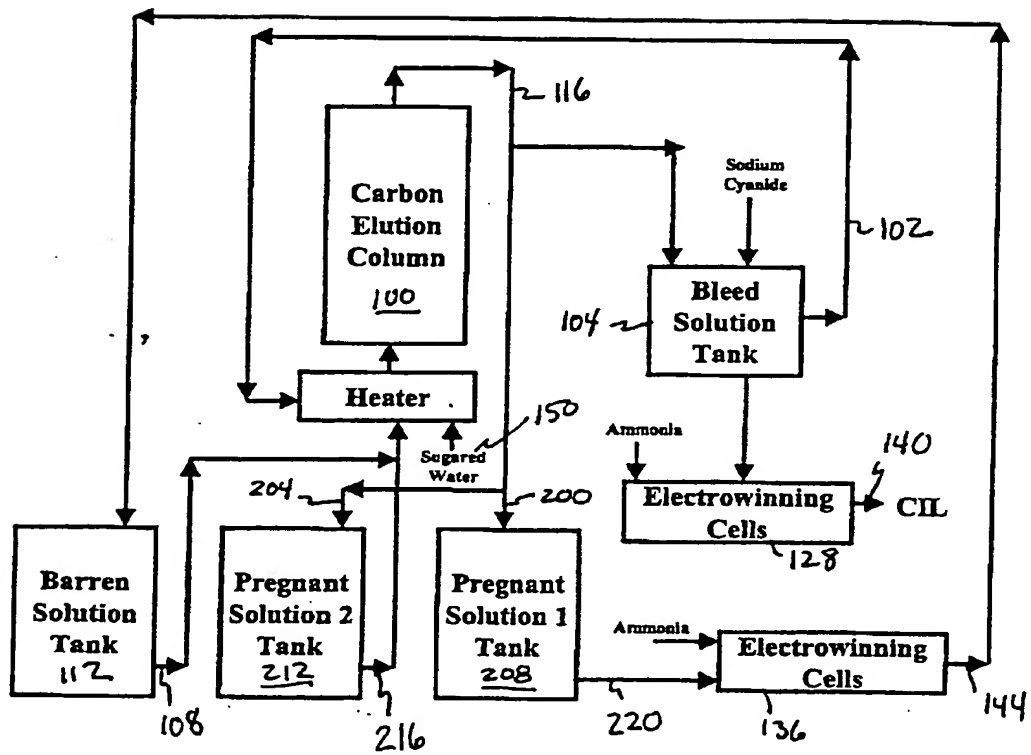 116
Carbon
Elution
Column
100
Sodium
Cyanide
102
104
Bleed
Solution
Tank
Heater
150
Sugared
Water
Ammonia
140
204
200
Electrowinning
Cells
128
CIL
Barren
Solution
Tank
112
Pregnant
Solution 2
Tank
212
Pregnant
Solution 1
Tank
208
Ammonia
Electrowinning
Cells
108
216
220
136
144